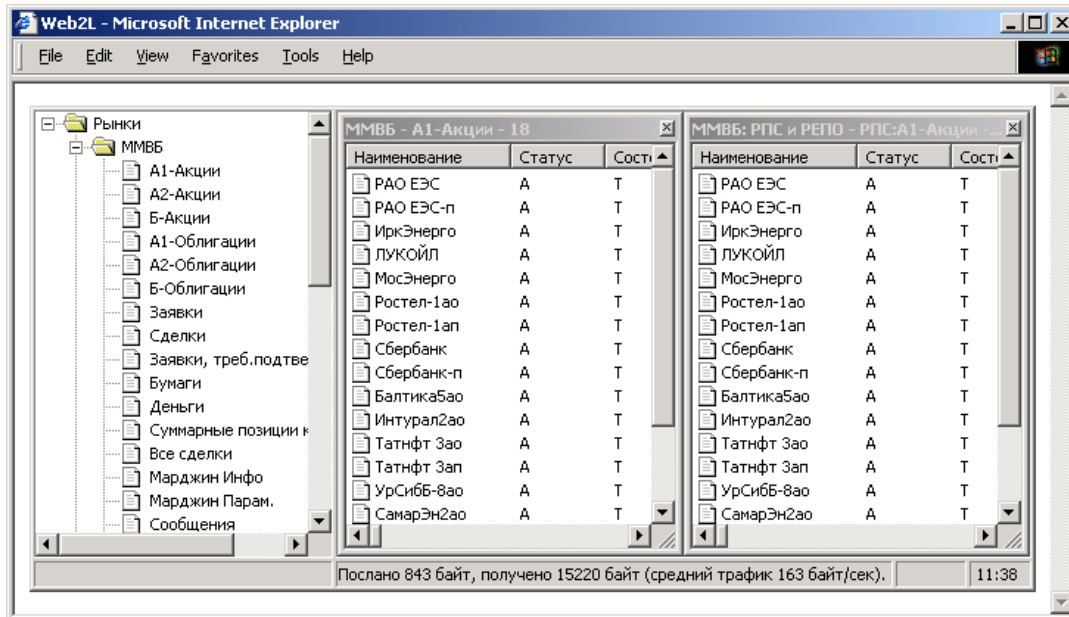 Web2L - Microsoft Internet Explorer
File Edit View Favorites Tools Help
Рынки
ММВБ
А1-Акции
А2-Акции
Б-Акции
А1-Облигации
А2-Облигации
Б-Облигации
Заявки
Сделки
Заявки, треб.подтве
Бумаги
Деньги
Суммарные позиции к
Все сделки
Марджин Инфо
Марджин Парам.
Сообщения
ММВБ - А1-Акции - 18
Наименование Статус Состо
РАО ЕЭС А Т
РАО ЕЭС-п А Т
ИркЭнерго А Т
ЛУКОЙЛ А Т
МосЭнерго А Т
Ростел-1ао А Т
Ростел-1ап А Т
Сбербанк А Т
Сбербанк-п А Т
Балтика5ао А Т
Интурал2ао А Т
Татнфт 3ао А Т
Татнфт 3ап А Т
УрСибБ-8ао А Т
СамарЭн2ао А Т
ММВБ: РПС и РЕПО - РПС:А1-Акции -...
Наименование Статус Состо
РАО ЕЭС А Т
РАО ЕЭС-п А Т
ИркЭнерго А Т
ЛУКОЙЛ А Т
МосЭнерго А Т
Ростел-1ао А Т
Ростел-1ап А Т
Сбербанк А Т
Сбербанк-п А Т
Балтика5ао А Т
Интурал2ао А Т
Татнфт 3ао А Т
Татнфт 3ап А Т
УрСибБ-8ао А Т
СамарЭн2ао А Т
Послано 843 байт, получено 15220 байт (средний трафик 163 байт/сек). 11:38